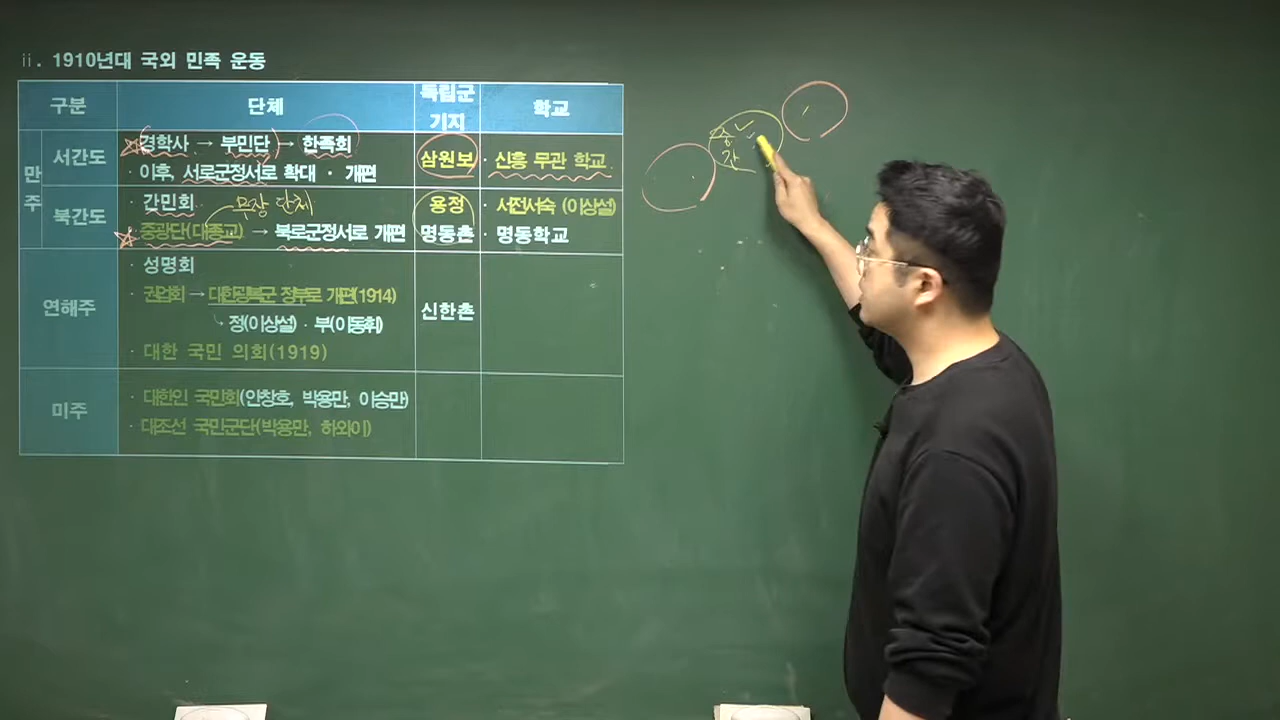 ii. 1910년대 국외 민족 운동
구분 단체 독립군 기지 학교
만주
서간도
경학사 → 부민단 → 한족회
· 이후, 서로군정서로 확대 · 개편
삼원보
· 신흥 무관 학교
북간도
· 간민회
무장 단체
· 중광단(대종교) → 북로군정서로 개편
용정
명동촌
· 서전서숙 (이상설)
· 명동학교
연해주
· 성명회
· 권업회 → 대한광복군 정부로 개편(1914)
정(이상설) · 부(이동휘)
· 대한 국민 의회(1919)
신한촌
미주
· 대한인 국민회(안창호, 박용만, 이승만)
· 대조선 국민군단(박용만, 하와이)